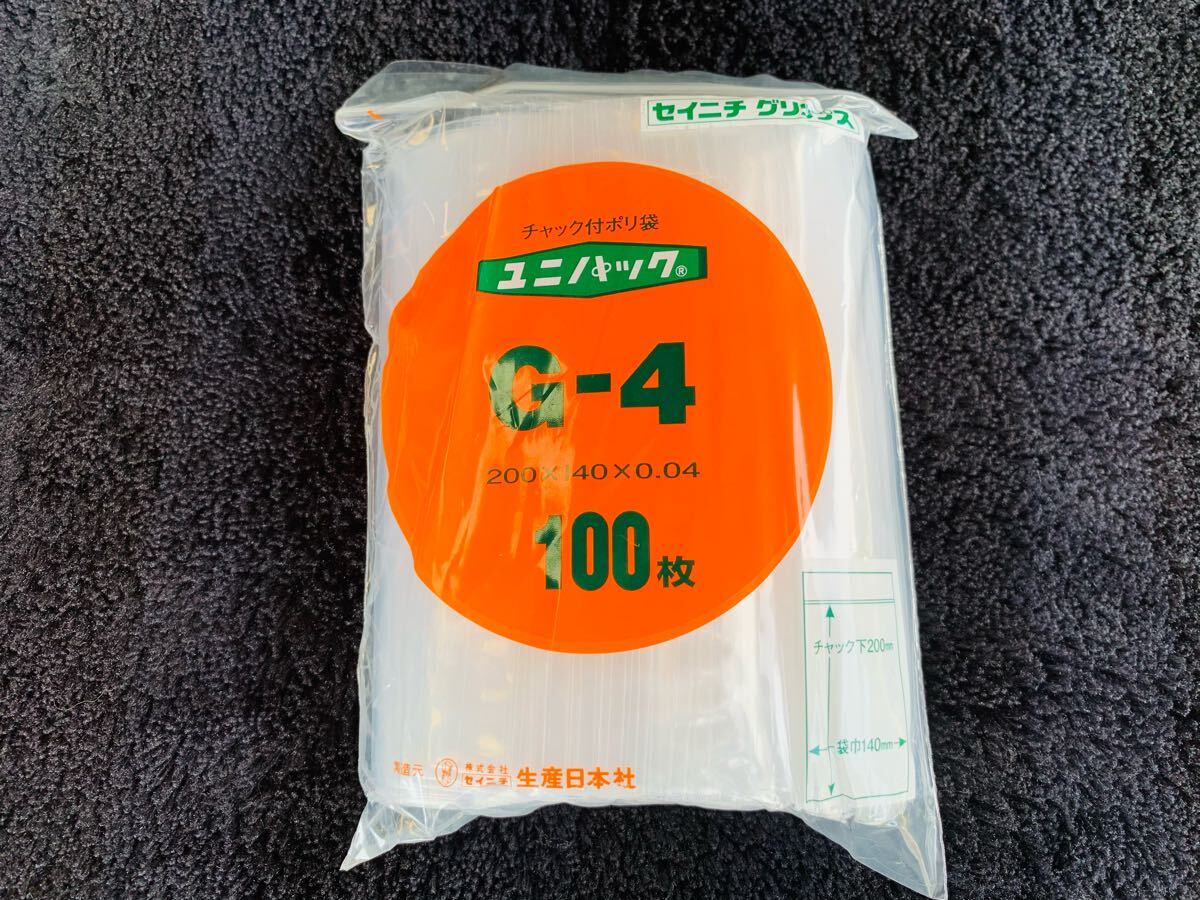 セイニチ グリップス
チャック付ポリ袋
ユニパック®
G-4
200×140×0.04
100枚
チャック下200mm
袋巾140mm
製造元 株式会社 セイニチ 生産日本社